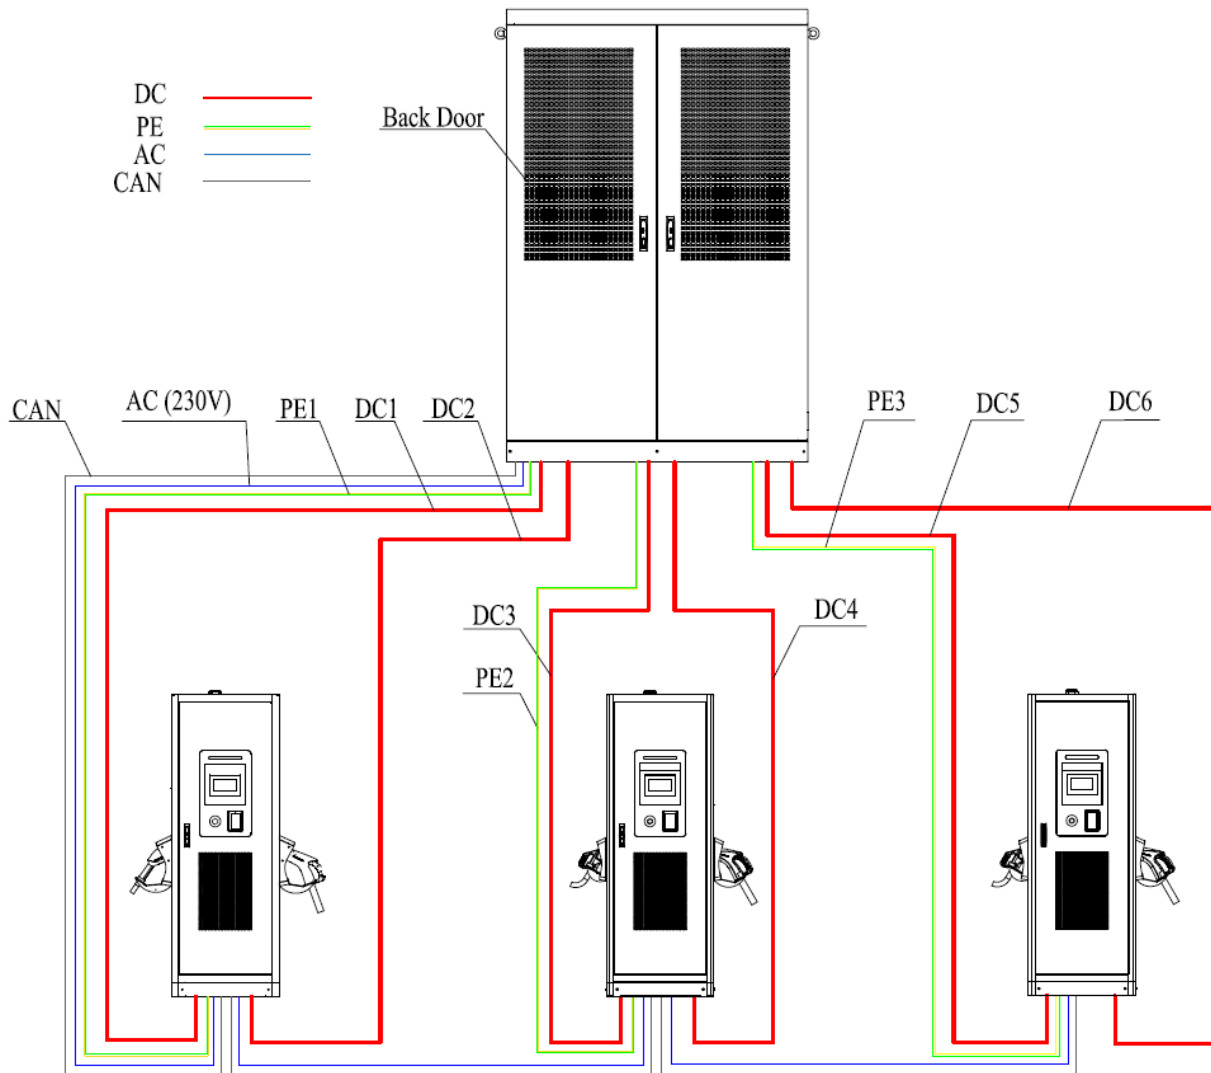 DC
PE
AC
CAN
Back Door
CAN
AC (230V)
PE1
DC1
DC2
PE3
DC5
DC6
DC3
DC4
PE2